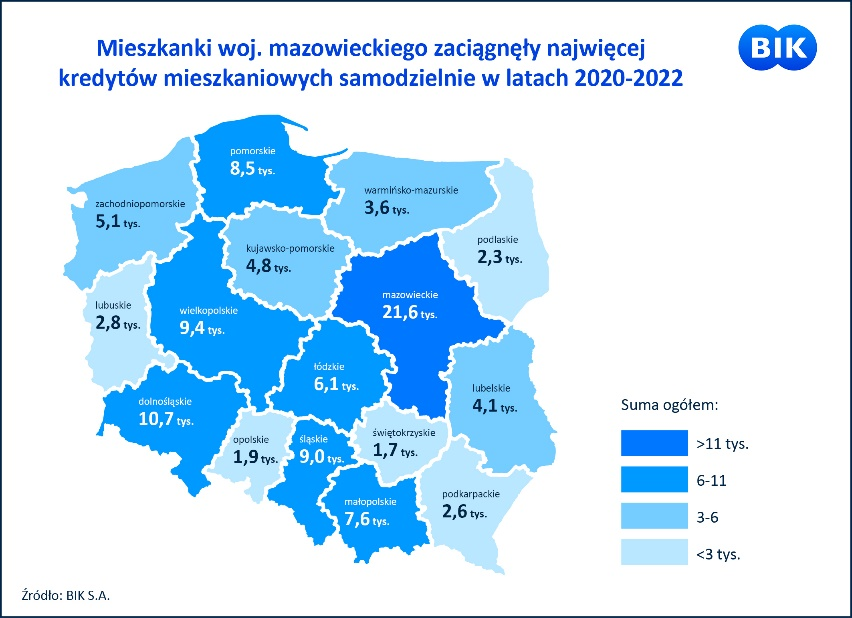 Mieszkanki woj. mazowieckiego zaciągnęły najwięcej
kredytów mieszkaniowych samodzielnie w latach 2020-2022
BIK
pomorskie
8,5 tys.
warmińsko-mazurskie
3,6 tys.
zachodniopomorskie
5,1 tys.
podlaskie
2,3 tys.
kujawsko-pomorskie
4,8 tys.
mazowieckie
21,6 tys.
lubuskie
2,8 tys.
wielkopolskie
9,4 tys.
łódzkie
6,1 tys.
lubelskie
4,1 tys.
dolnośląskie
10,7 tys.
opolskie
1,9 tys.
śląskie
9,0 tys.
świętokrzyskie
1,7 tys.
małopolskie
7,6 tys.
podkarpackie
2,6 tys.
Suma ogółem:
>11 tys.
6-11
3-6
<3 tys.
Źródło: BIK S.A.